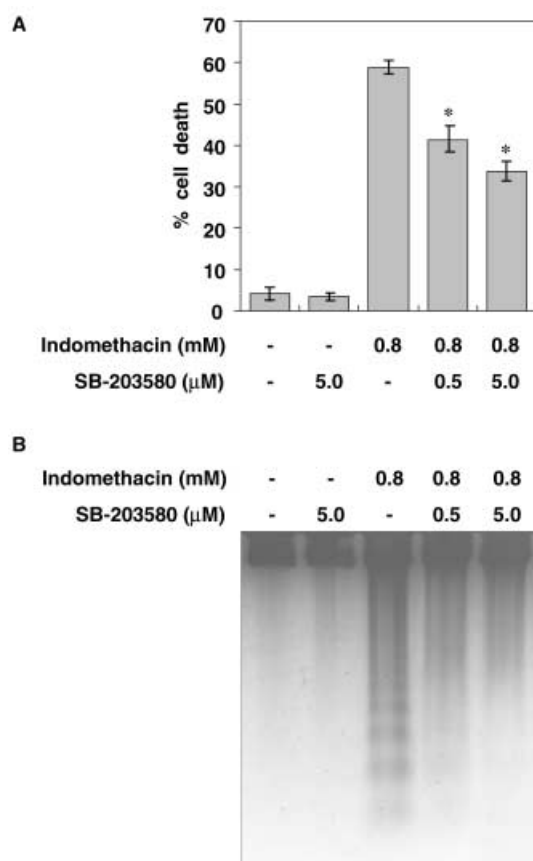 A
% cell death
70
60
50
40
30
20
10
0
*
*
Indomethacin (mM) - - 0.8 0.8 0.8
SB-203580 (μM) - 5.0 - 0.5 5.0
B
Indomethacin (mM) - - 0.8 0.8 0.8
SB-203580 (μM) - 5.0 - 0.5 5.0